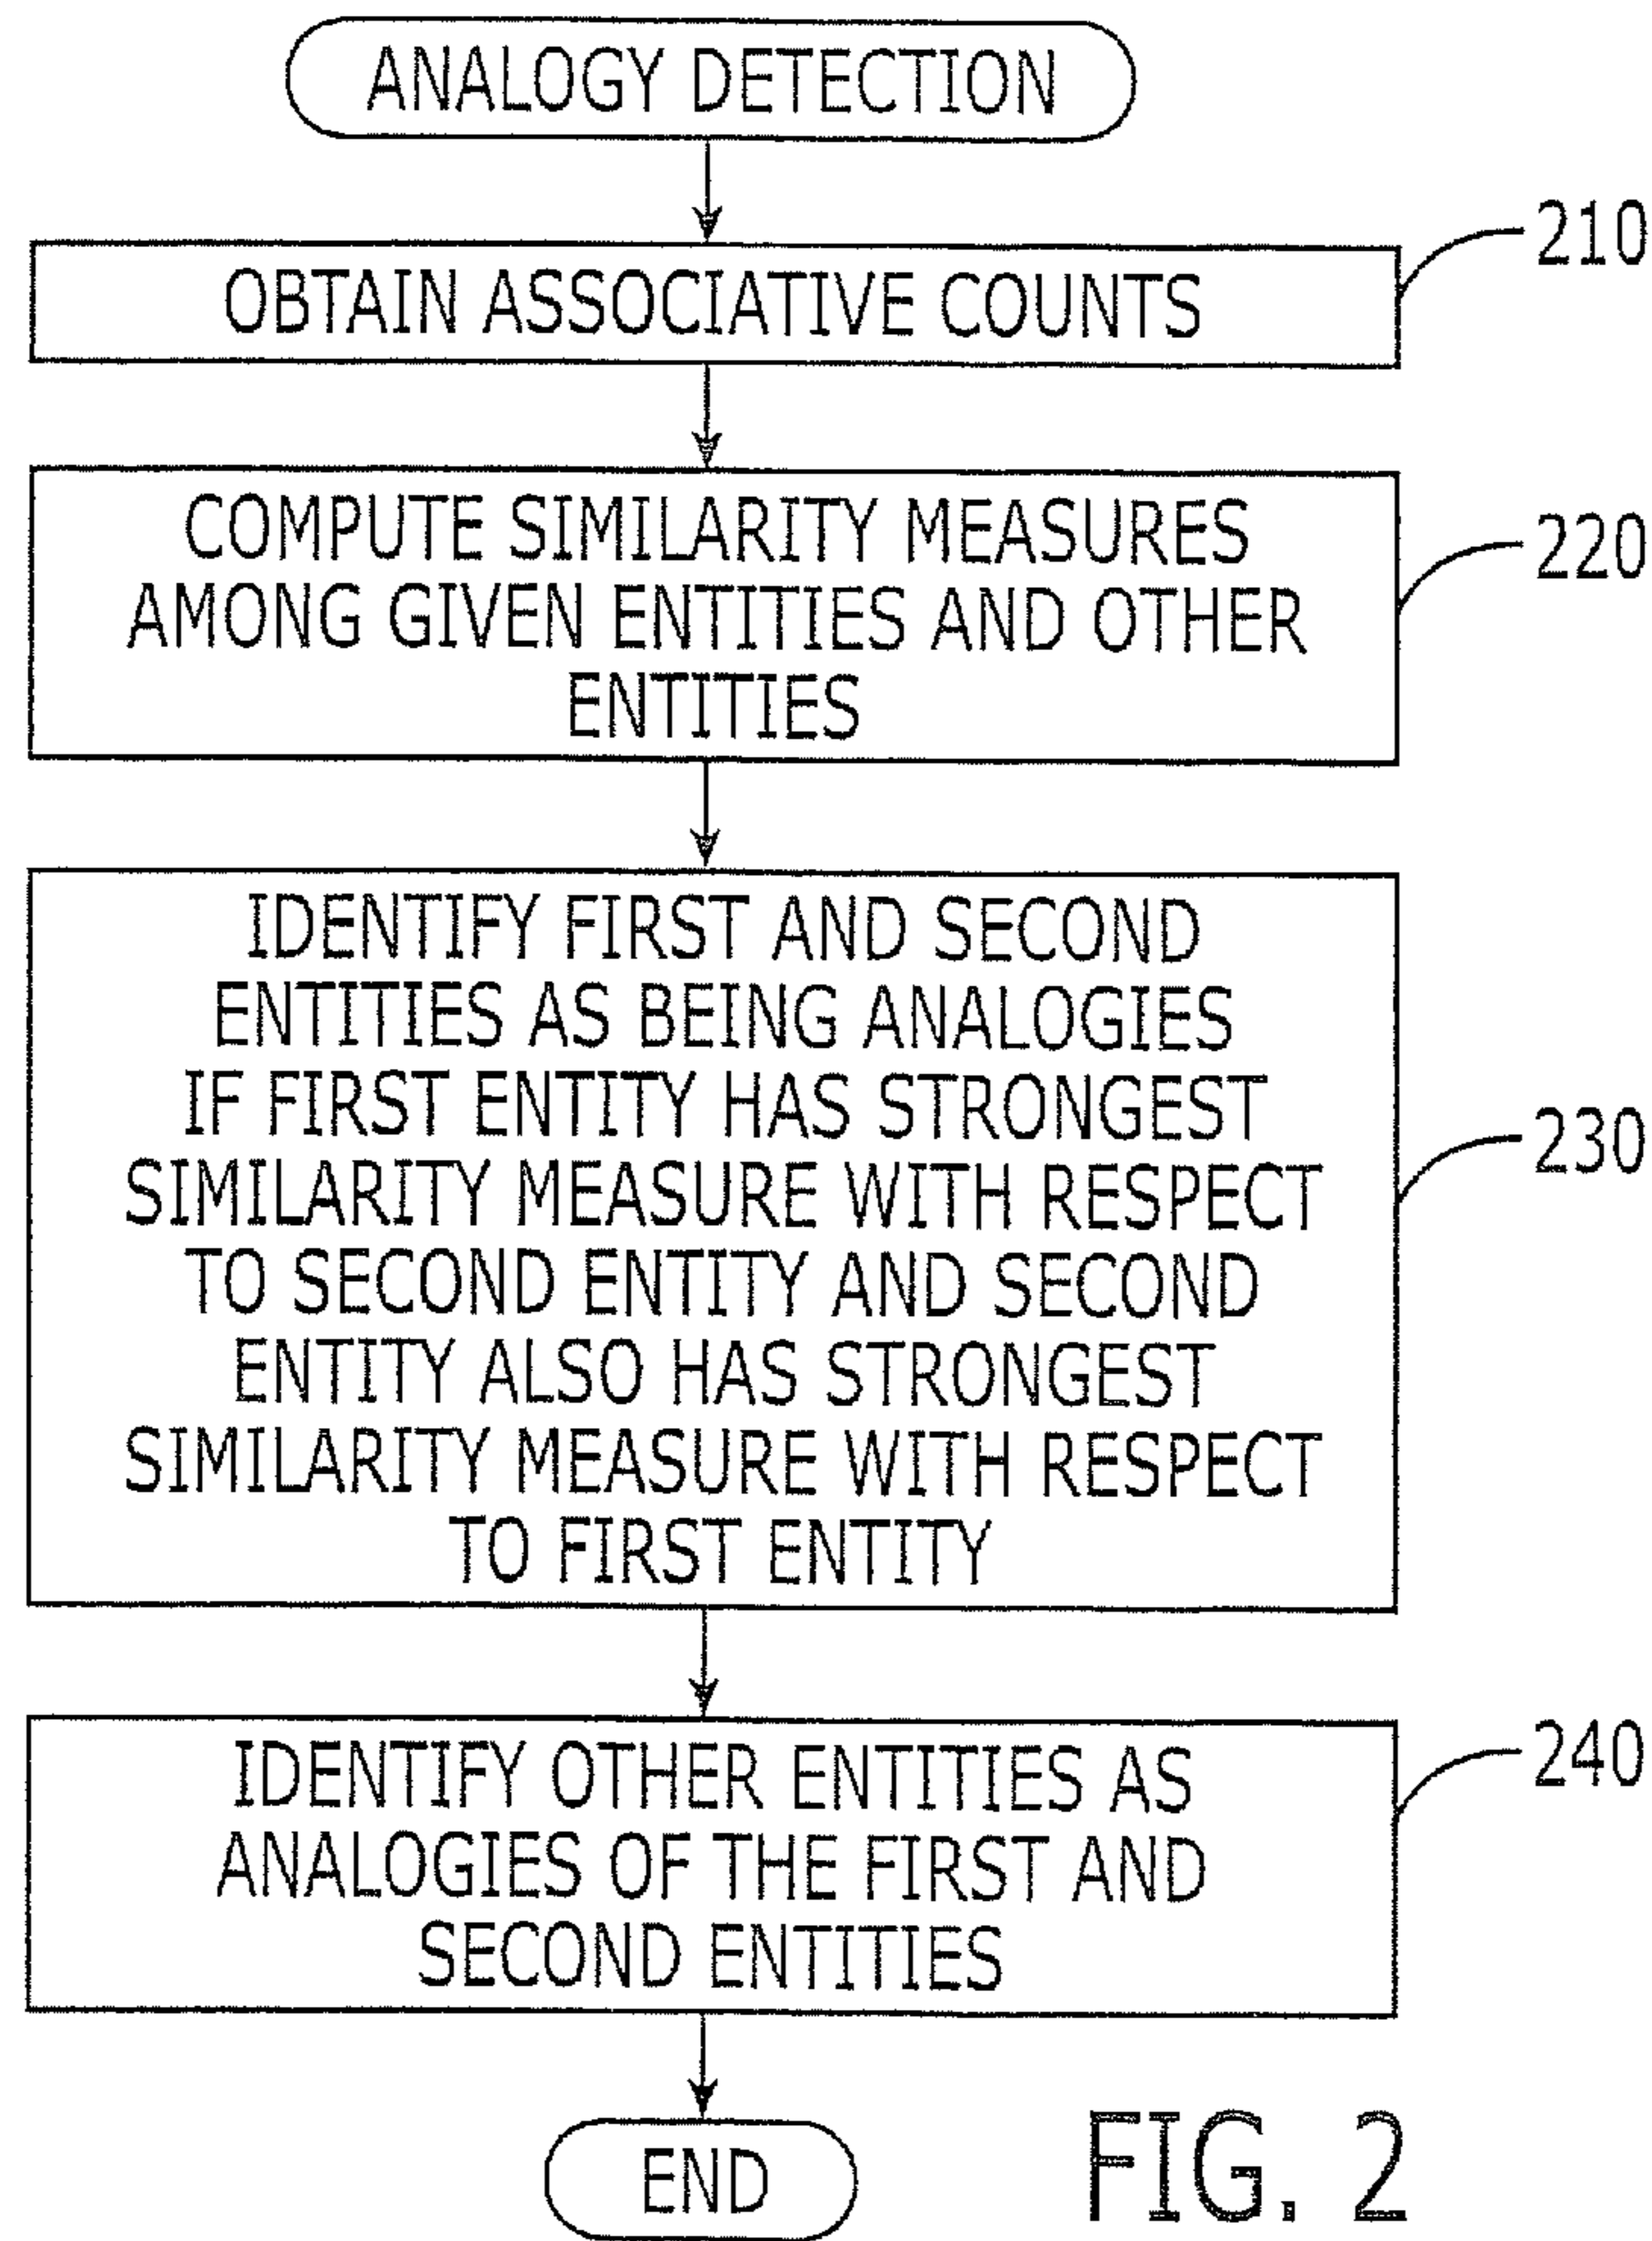 ANALOGY DETECTION
OBTAIN ASSOCIATIVE COUNTS
210
COMPUTE SIMILARITY MEASURES
AMONG GIVEN ENTITIES AND OTHER
ENTITIES
220
IDENTIFY FIRST AND SECOND
ENTITIES AS BEING ANALOGIES
IF FIRST ENTITY HAS STRONGEST
SIMILARITY MEASURE WITH RESPECT
TO SECOND ENTITY AND SECOND
ENTITY ALSO HAS STRONGEST
SIMILARITY MEASURE WITH RESPECT
TO FIRST ENTITY
230
IDENTIFY OTHER ENTITIES AS
ANALOGIES OF THE FIRST AND
SECOND ENTITIES
240
END
FIG. 2